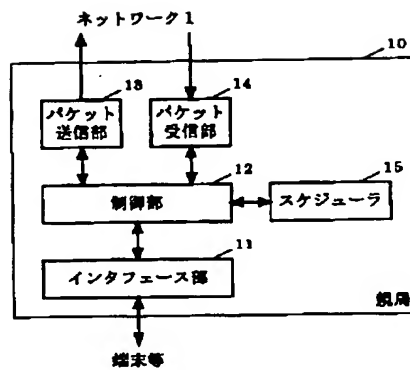 ネットワーク1
10
13
14
パケット
送信部
パケット
受信部
12
15
制御部
スケジューラ
11
インタフェース部
親局
端末等